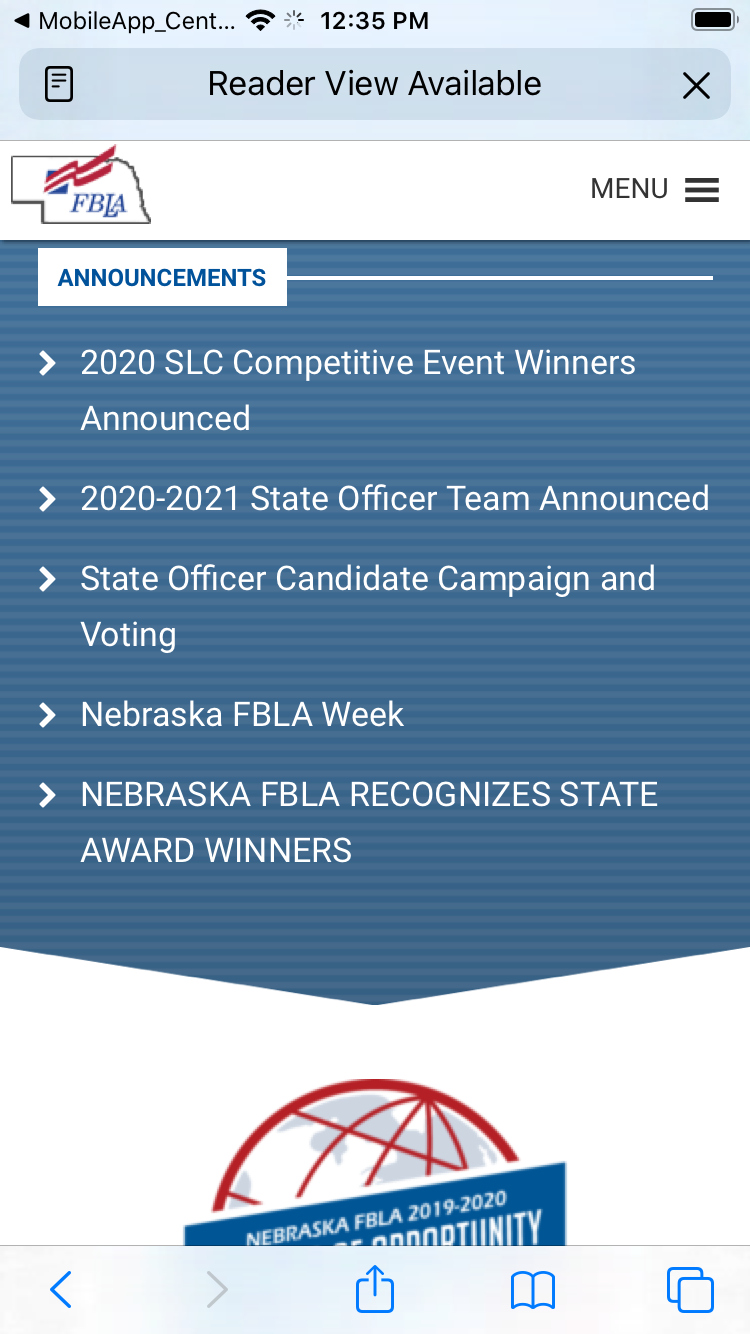 MobileApp_Cent... 12:35 PM
Reader View Available
FBLA
MENU
ANNOUNCEMENTS
2020 SLC Competitive Event Winners
Announced
2020-2021 State Officer Team Announced
State Officer Candidate Campaign and
Voting
Nebraska FBLA Week
NEBRASKA FBLA RECOGNIZES STATE
AWARD WINNERS
NEBRASKA FBLA 2019-2020
OPPORTUNITY